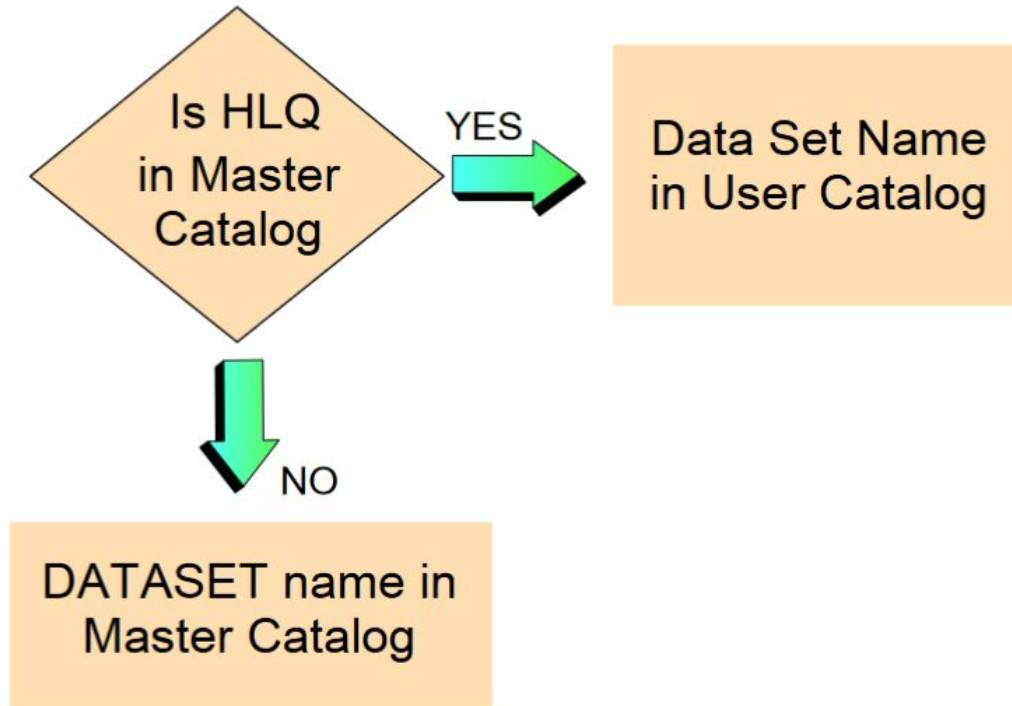 Is HLQ
in Master
Catalog
YES
Data Set Name
in User Catalog
NO
DATASET name in
Master Catalog